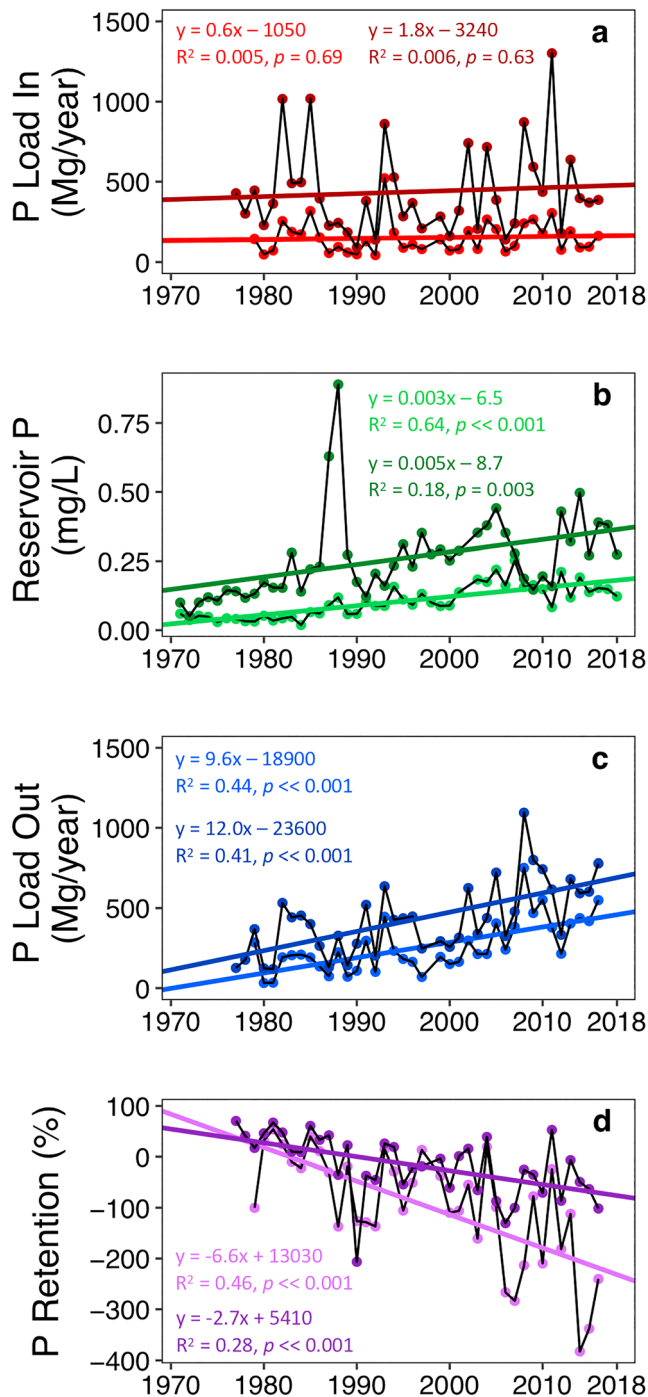 a
y = 0.6x – 1050
R² = 0.005, p = 0.69
y = 1.8x – 3240
R² = 0.006, p = 0.63
P Load In
(Mg/year)
1500
1000
500
0
1970 1980 1990 2000 2010 2018
b
y = 0.003x – 6.5
R² = 0.64, p << 0.001
y = 0.005x – 8.7
R² = 0.18, p = 0.003
Reservoir P
(mg/L)
0.75
0.50
0.25
0.00
1970 1980 1990 2000 2010 2018
c
y = 9.6x – 18900
R² = 0.44, p << 0.001
y = 12.0x – 23600
R² = 0.41, p << 0.001
P Load Out
(Mg/year)
1500
1000
500
0
1970 1980 1990 2000 2010 2018
d
P Retention (%)
100
0
−100
−200
−300
−400
y = -6.6x + 13030
R² = 0.46, p << 0.001
y = -2.7x + 5410
R² = 0.28, p << 0.001
1970 1980 1990 2000 2010 2018